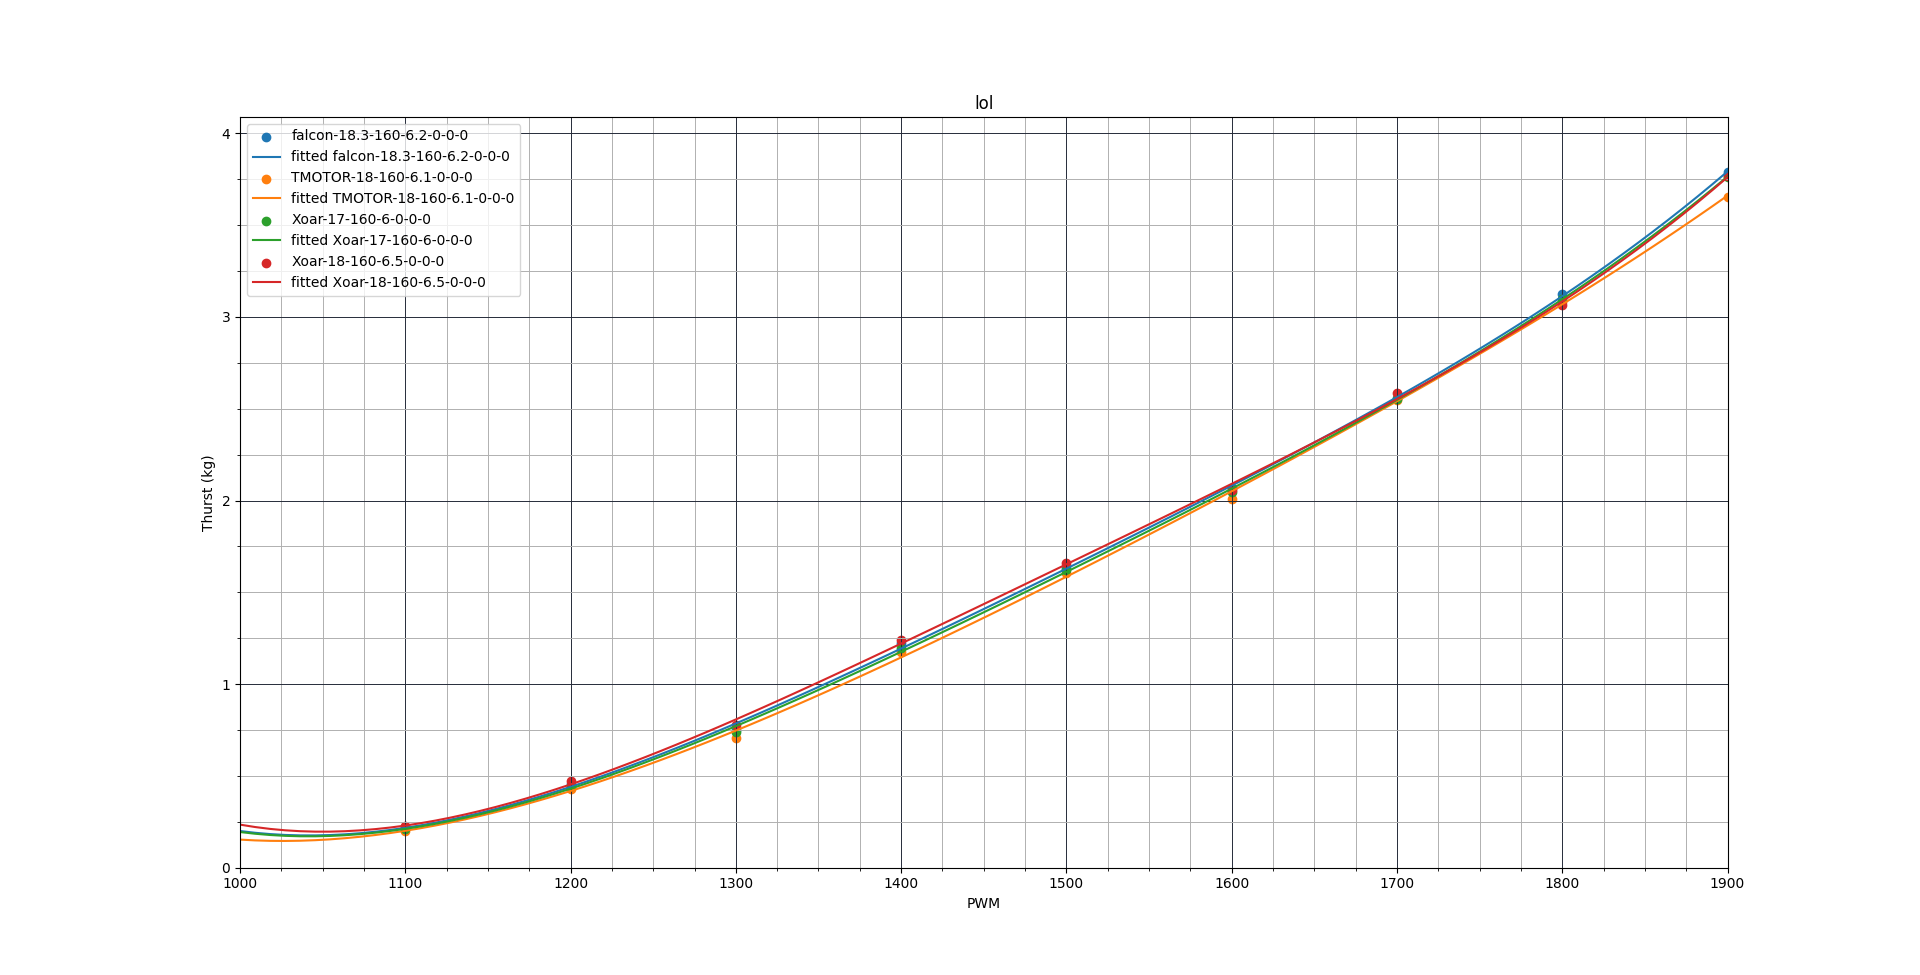 lol
falcon-18.3-160-6.2-0-0-0
fitted falcon-18.3-160-6.2-0-0-0
TMOTOR-18-160-6.1-0-0-0
fitted TMOTOR-18-160-6.1-0-0-0
Xoar-17-160-6-0-0-0
fitted Xoar-17-160-6-0-0-0
Xoar-18-160-6.5-0-0-0
fitted Xoar-18-160-6.5-0-0-0
4
3
2
1
0
Thurst (kg)
1000 1100 1200 1300 1400 1500 1600 1700 1800 1900
PWM